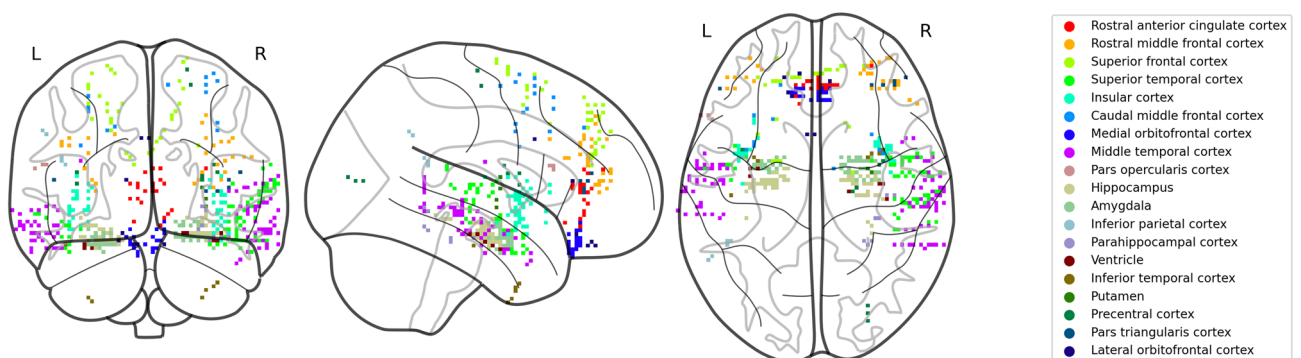 L
R
L
R
Rostral anterior cingulate cortex
Rostral middle frontal cortex
Superior frontal cortex
Superior temporal cortex
Insular cortex
Caudal middle frontal cortex
Medial orbitofrontal cortex
Middle temporal cortex
Pars opercularis cortex
Hippocampus
Amygdala
Inferior parietal cortex
Parahippocampal cortex
Ventricle
Inferior temporal cortex
Putamen
Precentral cortex
Pars triangularis cortex
Lateral orbitofrontal cortex